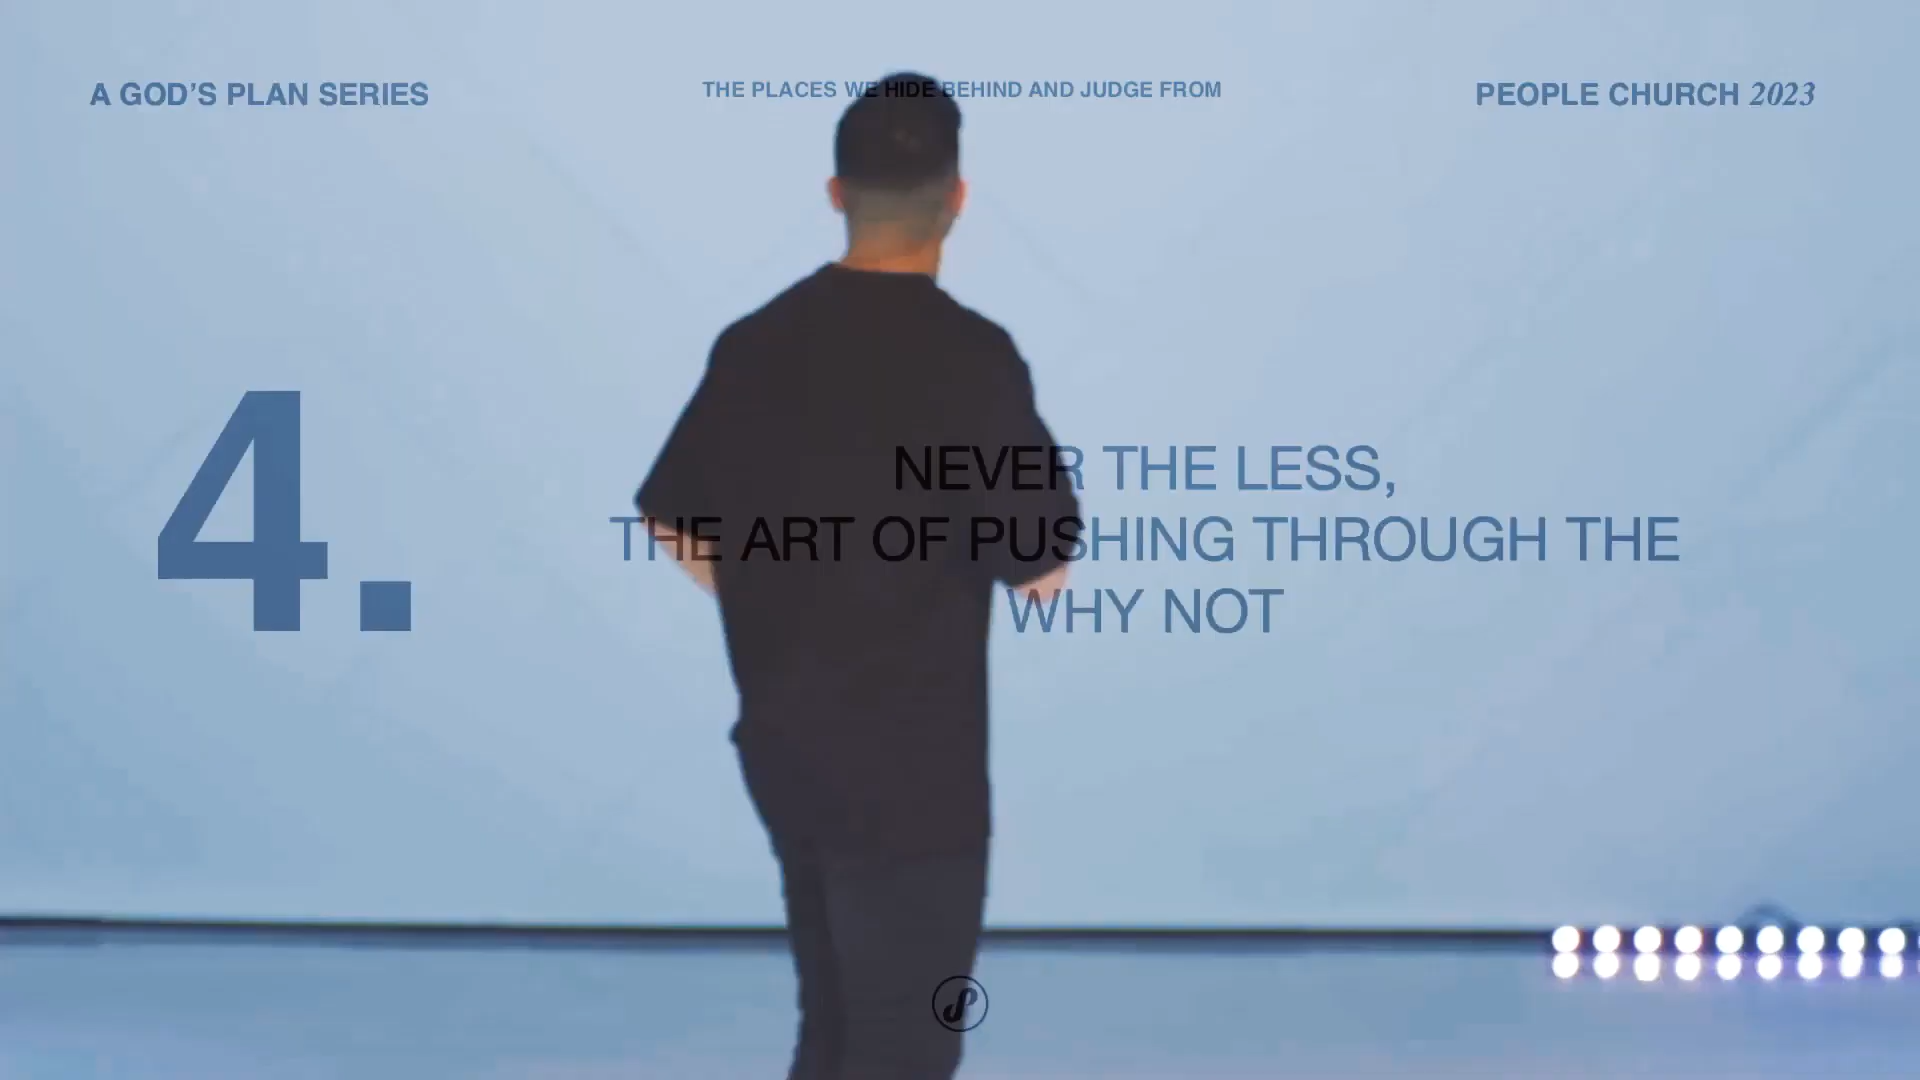 A GOD'S PLAN SERIES
THE PLACES WE HIDE BEHIND AND JUDGE FROM
PEOPLE CHURCH 2023
4.
NEVER THE LESS,
THE ART OF PUSHING THROUGH THE
WHY NOT